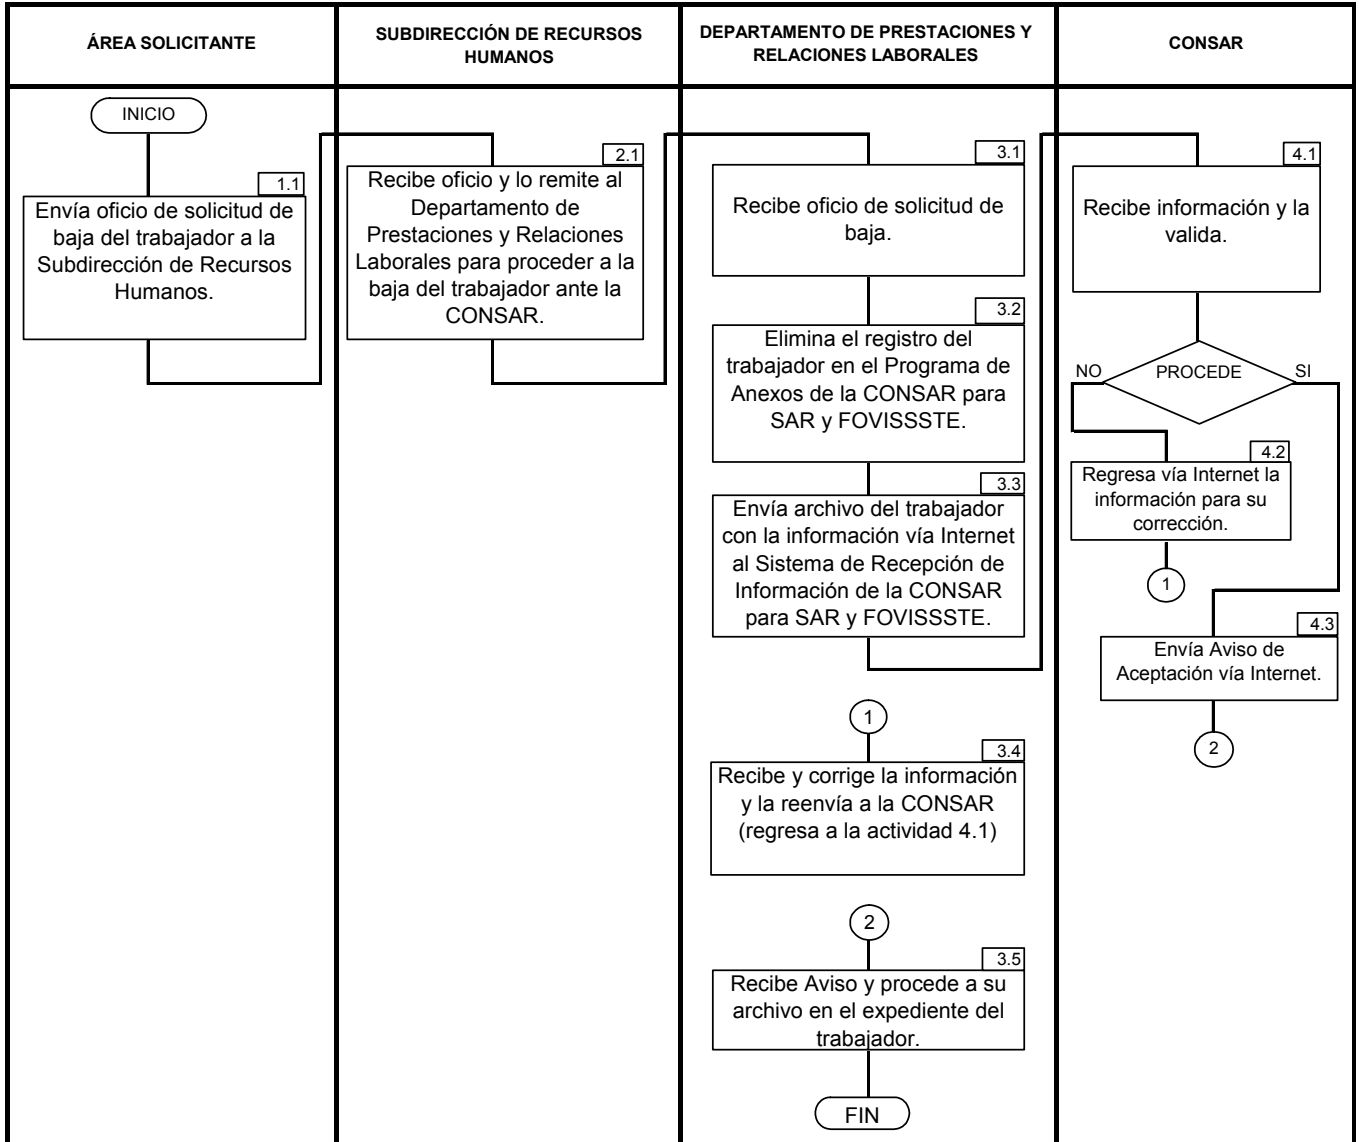 ÁREA SOLICITANTE
SUBDIRECCIÓN DE RECURSOS
HUMANOS
DEPARTAMENTO DE PRESTACIONES Y
RELACIONES LABORALES
CONSAR
INICIO
1.1
Envía oficio de solicitud de
baja del trabajador a la
Subdirección de Recursos
Humanos.
2.1
Recibe oficio y lo remite al
Departamento de
Prestaciones y Relaciones
Laborales para proceder a la
baja del trabajador ante la
CONSAR.
3.1
Recibe oficio de solicitud de
baja.
3.2
Elimina el registro del
trabajador en el Programa de
Anexos de la CONSAR para
SAR y FOVISSSTE.
3.3
Envía archivo del trabajador
con la información vía Internet
al Sistema de Recepción de
Información de la CONSAR
para SAR y FOVISSSTE.
1
3.4
Recibe y corrige la información
y la reenvía a la CONSAR
(regresa a la actividad 4.1)
2
3.5
Recibe Aviso y procede a su
archivo en el expediente del
trabajador.
FIN
4.1
Recibe información y la
valida.
NO
PROCEDE
SI
4.2
Regresa vía Internet la
información para su
corrección.
1
4.3
Envía Aviso de
Aceptación vía Internet.
2